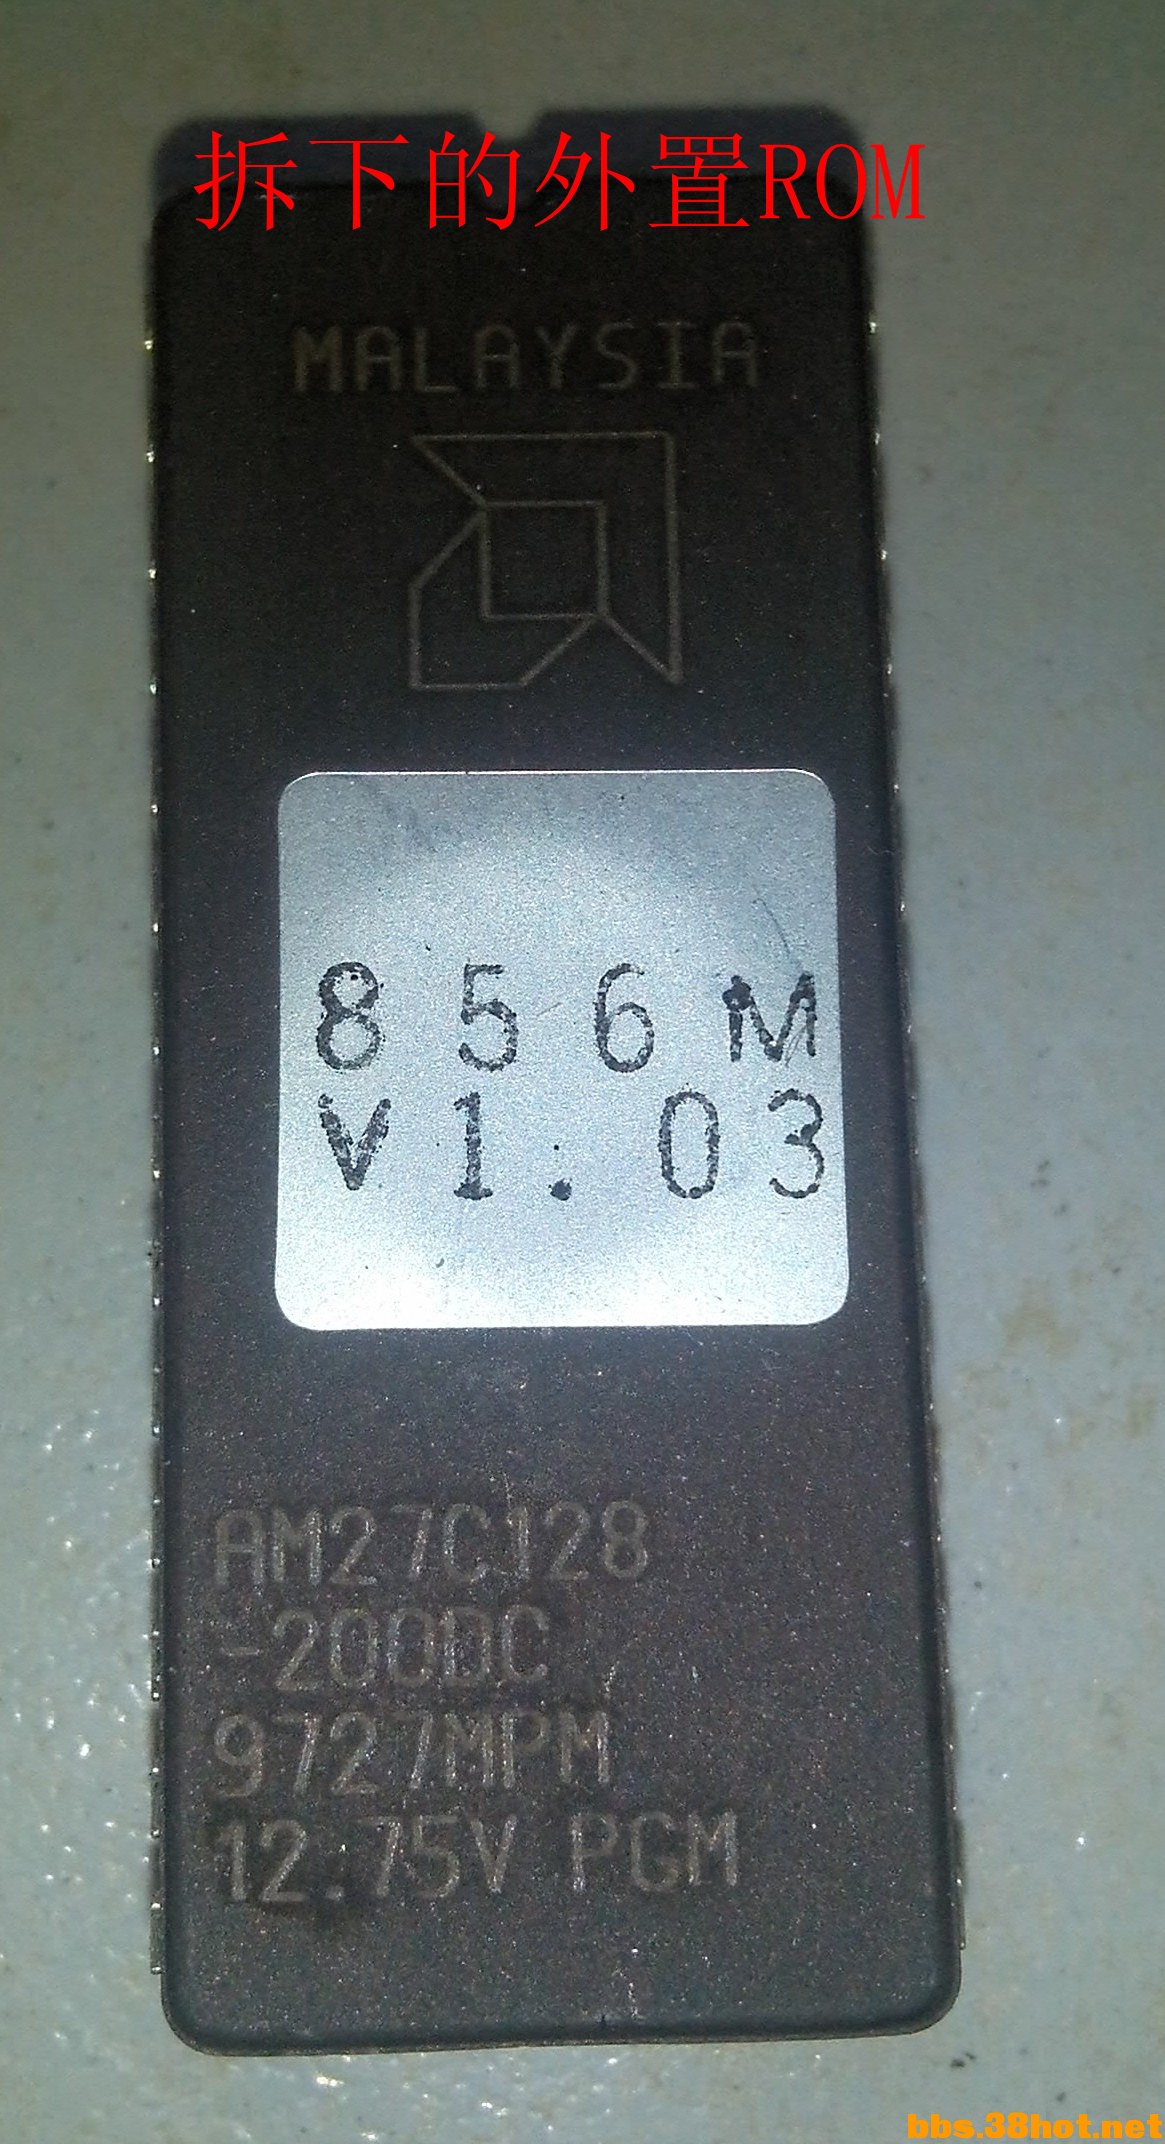 拆下的外置ROM
MALAYSIA
856M
V1.03
AM27C128
-200DC
9727MPM
12.75V PGM
bbs.38hot.net